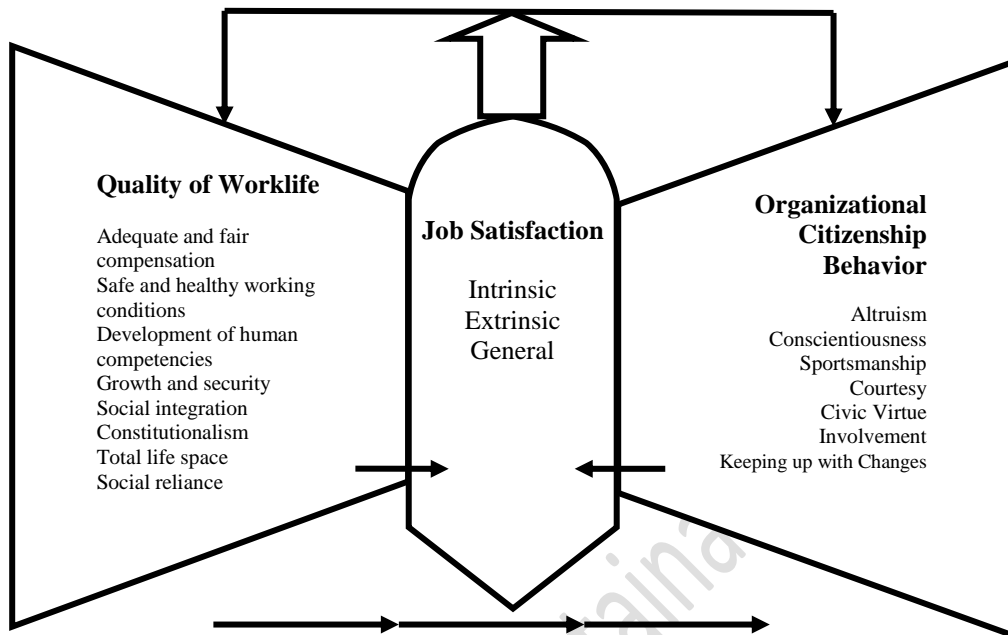 Quality of Worklife
Adequate and fair
compensation
Safe and healthy working
conditions
Development of human
competencies
Growth and security
Social integration
Constitutionalism
Total life space
Social reliance
Job Satisfaction
Intrinsic
Extrinsic
General
Organizational
Citizenship
Behavior
Altruism
Conscientiousness
Sportsmanship
Courtesy
Civic Virtue
Involvement
Keeping up with Changes